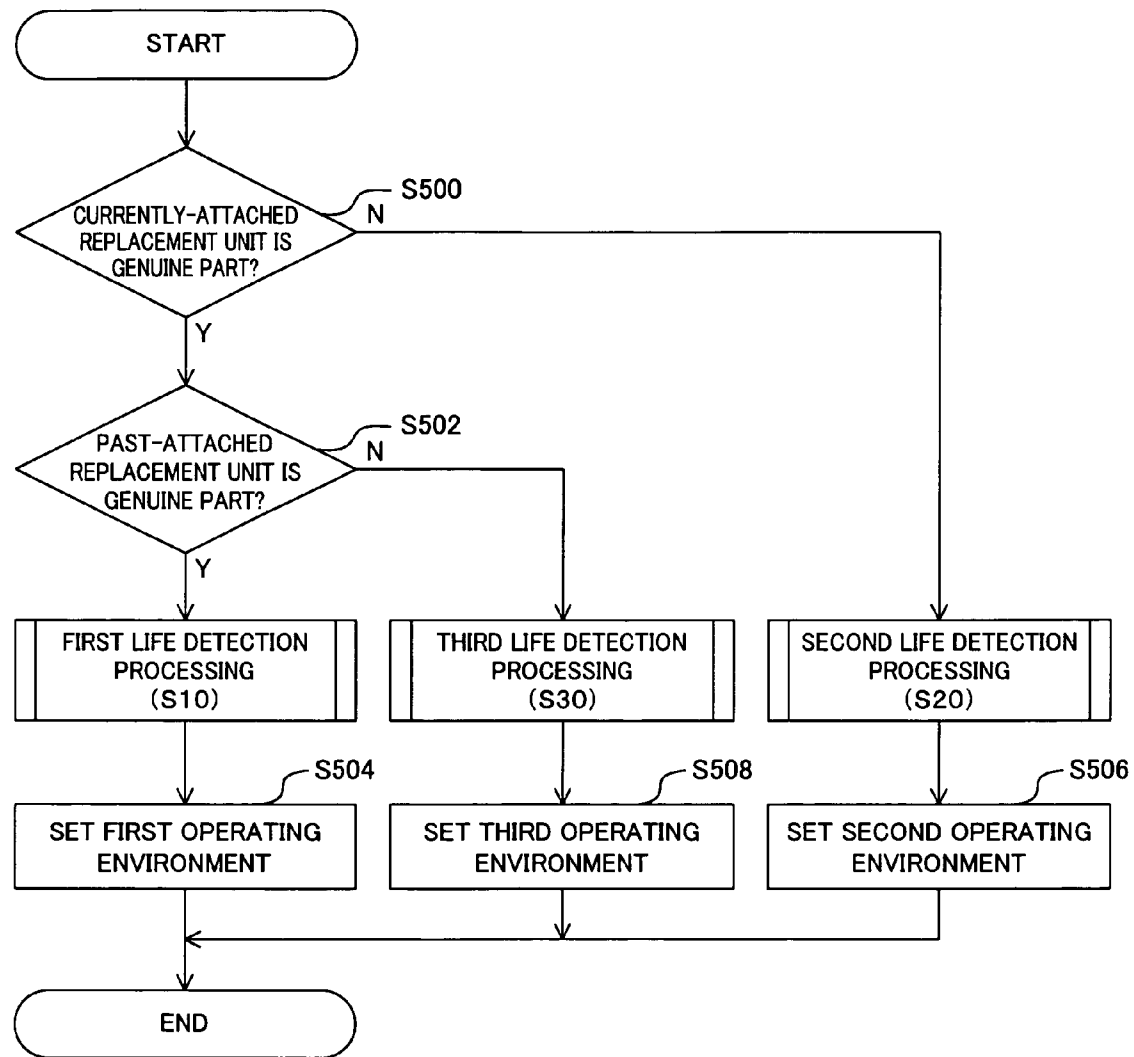 START
S500
CURRENTLY-ATTACHED
REPLACEMENT UNIT IS
GENUINE PART?
N
Y
S502
PAST-ATTACHED
REPLACEMENT UNIT IS
GENUINE PART?
N
Y
FIRST LIFE DETECTION
PROCESSING
(S10)
THIRD LIFE DETECTION
PROCESSING
(S30)
SECOND LIFE DETECTION
PROCESSING
(S20)
S504
SET FIRST OPERATING
ENVIRONMENT
S508
SET THIRD OPERATING
ENVIRONMENT
S506
SET SECOND OPERATING
ENVIRONMENT
END